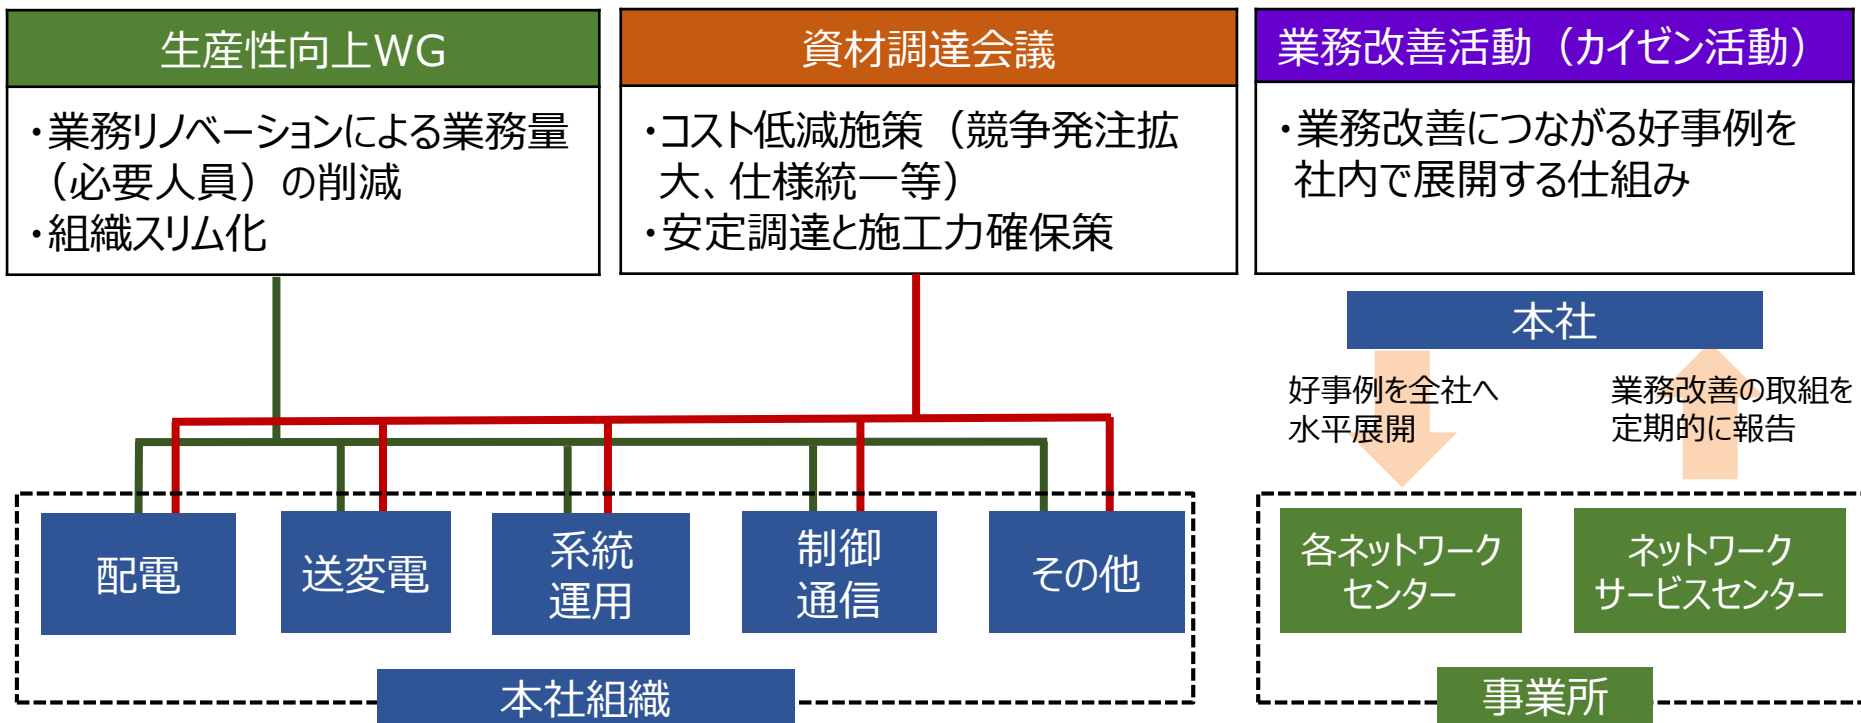 生産性向上WG
・業務リノベーションによる業務量
（必要人員）の削減
・組織スリム化
資材調達会議
・コスト低減施策（競争発注拡
大、仕様統一等）
・安定調達と施工力確保策
業務改善活動（カイゼン活動）
・業務改善につながる好事例を
社内で展開する仕組み
本社
好事例を全社へ
水平展開
業務改善の取組を
定期的に報告
配電
送変電
系統
運用
制御
通信
その他
本社組織
各ネットワーク
センター
ネットワーク
サービスセンター
事業所